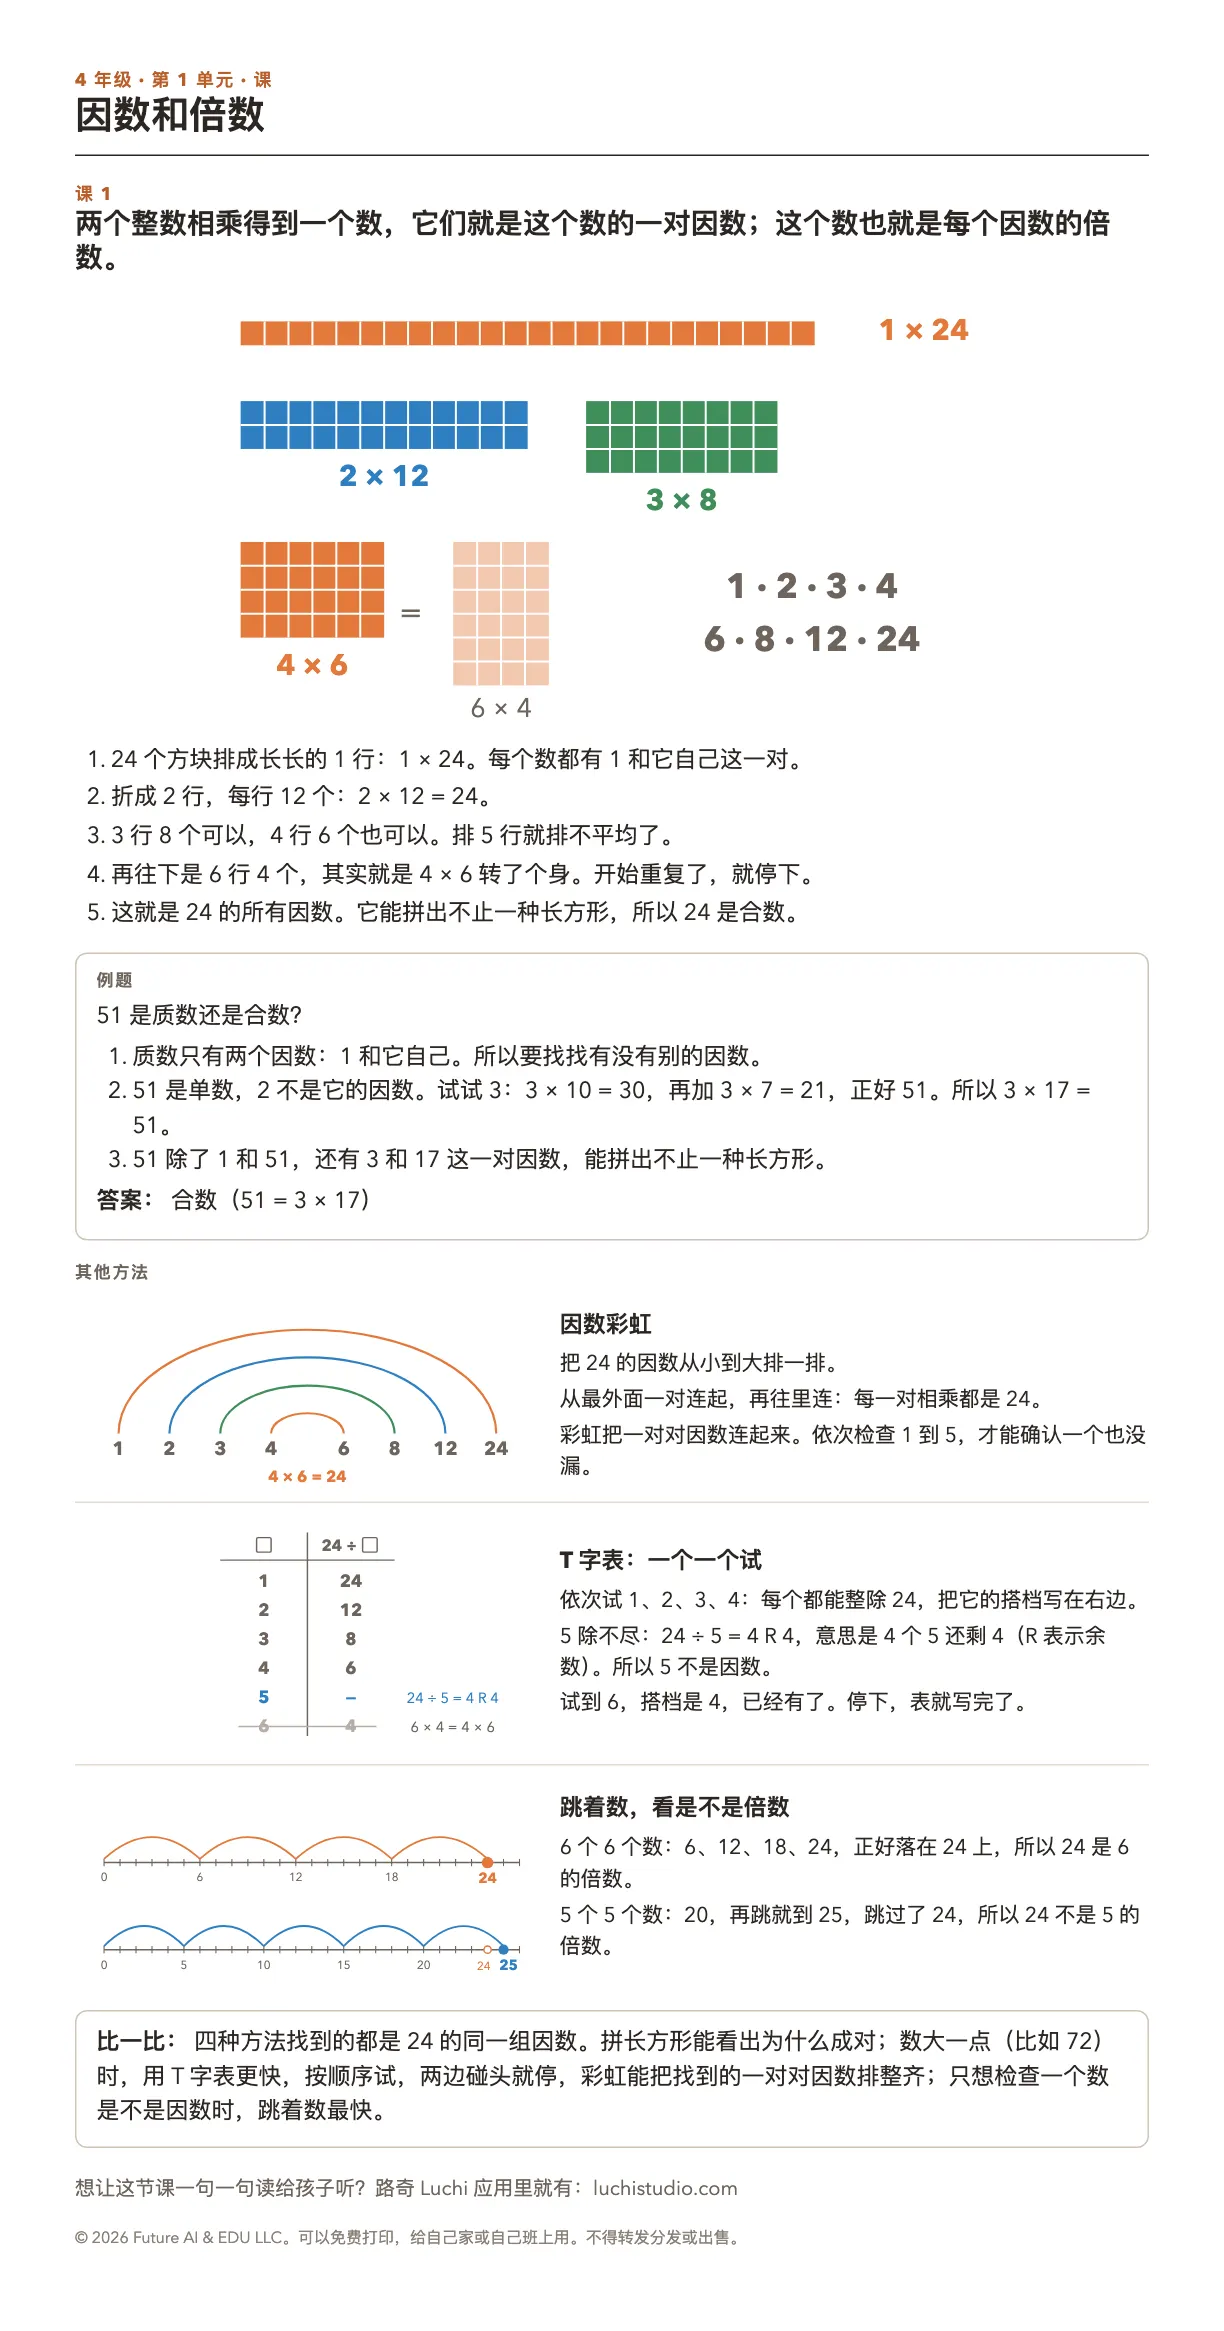 4 年级 · 第 1 单元 · 课
因数和倍数
课 1
两个整数相乘得到一个数，它们就是这个数的一对因数；这个数也就是每个因数的倍
数。
1 × 24
2 × 12
3 × 8
1 · 2 · 3 · 4
6 · 8 · 12 · 24
=
4 × 6
6 × 4
1. 24 个方块排成长长的 1 行：1 × 24。每个数都有 1 和它自己这一对。
2. 折成 2 行，每行 12 个：2 × 12 = 24。
3. 3 行 8 个可以，4 行 6 个也可以。排 5 行就排不平均了。
4. 再往下是 6 行 4 个，其实就是 4 × 6 转了个身。开始重复了，就停下。
5. 这就是 24 的所有因数。它能拼出不止一种长方形，所以 24 是合数。
例题
51 是质数还是合数？
1. 质数只有两个因数：1 和它自己。所以要找找有没有别的因数。
2. 51 是单数，2 不是它的因数。试试 3：3 × 10 = 30，再加 3 × 7 = 21，正好 51。所以 3 × 17 =
51。
3. 51 除了 1 和 51，还有 3 和 17 这一对因数，能拼出不止一种长方形。
答案： 合数（51 = 3 × 17）
其他方法
1 2 3 4 6 8 12 24
4 × 6 = 24
因数彩虹
把 24 的因数从小到大排一排。
从最外面一对连起，再往里连：每一对相乘都是 24。
彩虹把一对对因数连起来。依次检查 1 到 5，才能确认一个也没
漏。
□ 24 ÷ □
1 24
2 12
3 8
4 6
5 – 24 ÷ 5 = 4 R 4
6 4 6 × 4 = 4 × 6
T 字表：一个一个试
依次试 1、2、3、4：每个都能整除 24，把它的搭档写在右边。
5 除不尽：24 ÷ 5 = 4 R 4，意思是 4 个 5 还剩 4（R 表示余
数）。所以 5 不是因数。
试到 6，搭档是 4，已经有了。停下，表就写完了。
0 6 12 18 24
0 5 10 15 20 24 25
跳着数，看是不是倍数
6 个 6 个数：6、12、18、24，正好落在 24 上，所以 24 是 6
的倍数。
5 个 5 个数：20，再跳就到 25，跳过了 24，所以 24 不是 5 的
倍数。
比一比： 四种方法找到的都是 24 的同一组因数。拼长方形能看出为什么成对；数大一点（比如 72）
时，用 T 字表更快，按顺序试，两边碰头就停，彩虹能把找到的一对对因数排整齐；只想检查一个数
是不是因数时，跳着数最快。
想让这节课一句一句读给孩子听？路奇 Luchi 应用里就有：luchistudio.com
© 2026 Future AI & EDU LLC。可以免费打印，给自己家或自己班上用。不得转发分发或出售。